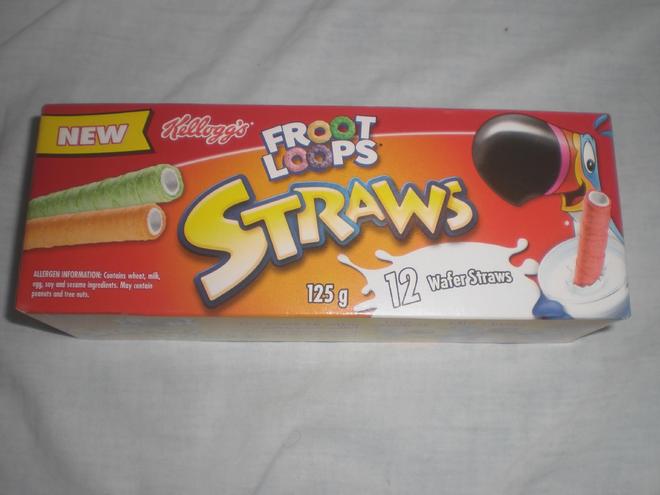 NEW
Kellogg's
FROOT
LOOPS
STRAWS
ALLERGEN INFORMATION: Contains wheat, milk,
egg, soy and sesame ingredients. May contain
peanuts and tree nuts.
125 g
12 Wafer Straws